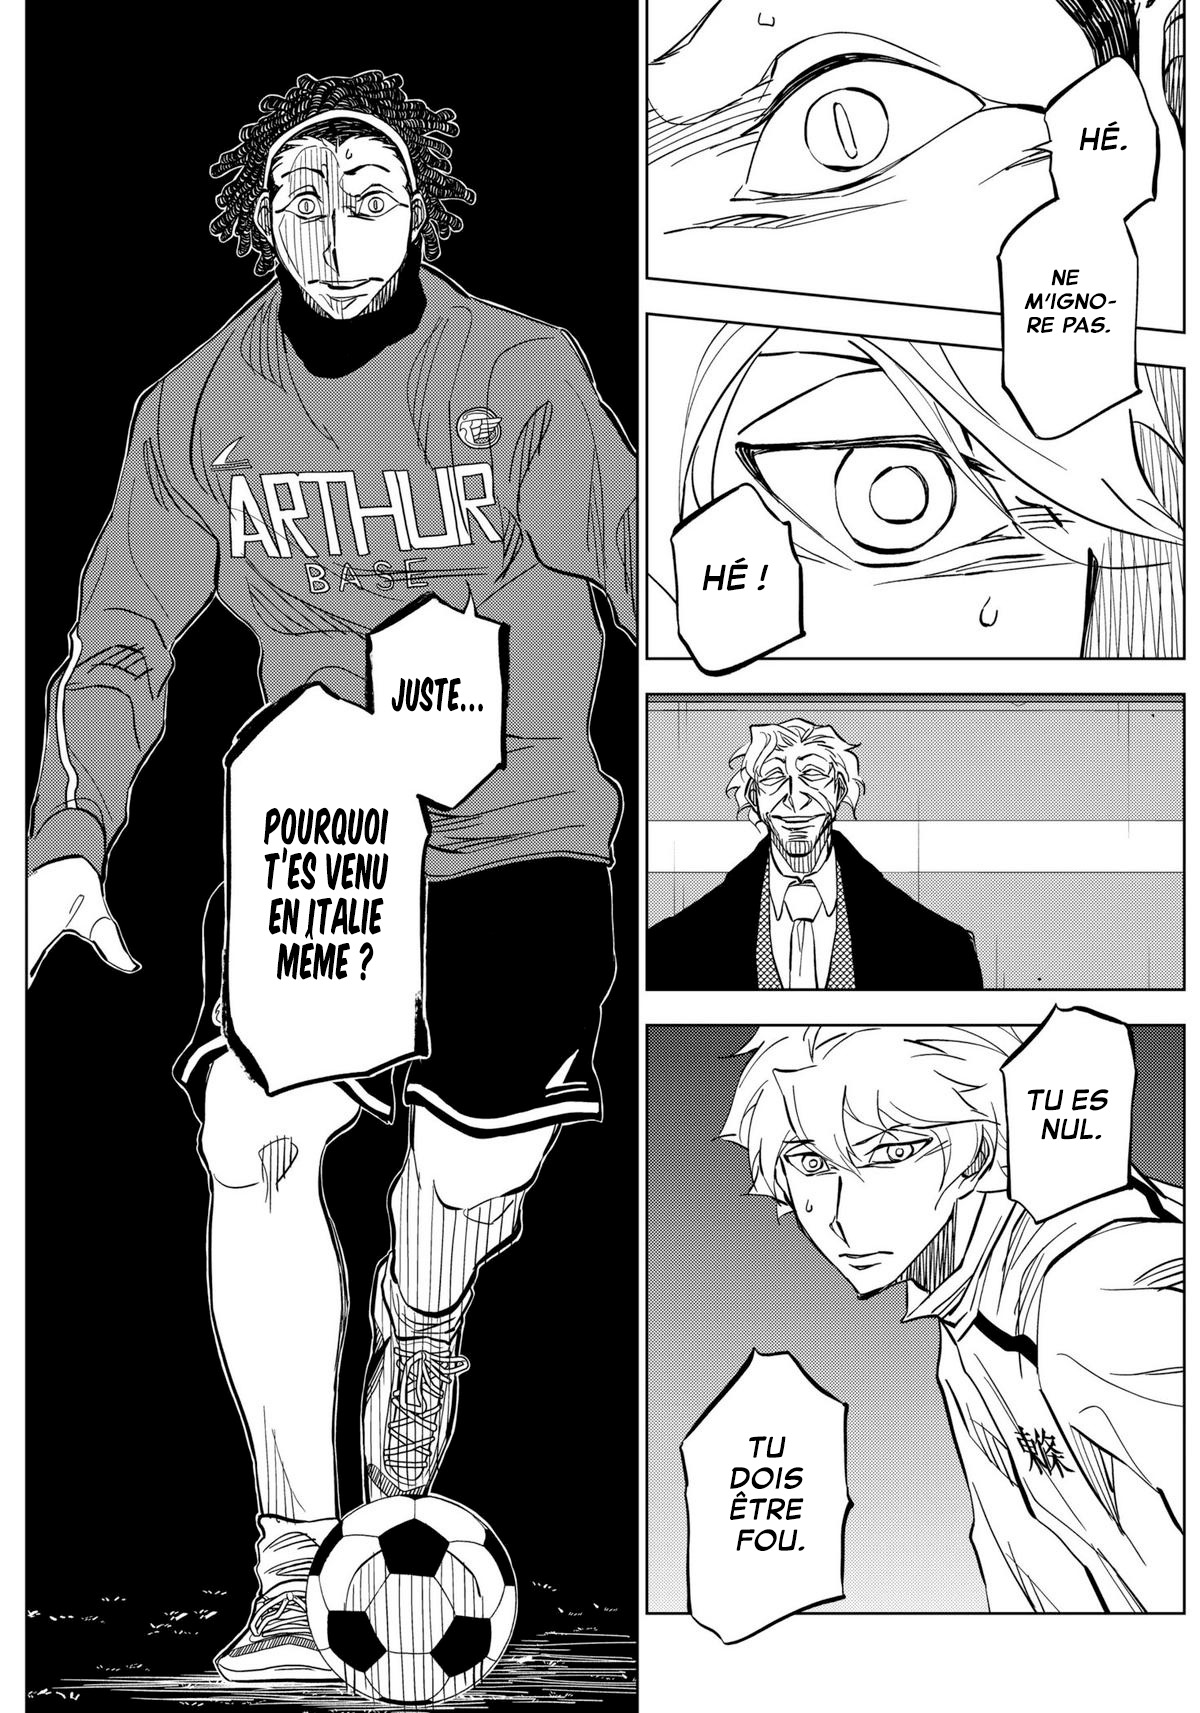 HÉ.
NE
M'IGNO-
RE PAS.
HÉ !
TU ES
NUL.
TU
DOIS
ÊTRE
FOU.
ARTHUR
BASE
JUSTE...
POURQUOI
T'ES VENU
EN ITALIE
MÊME ?